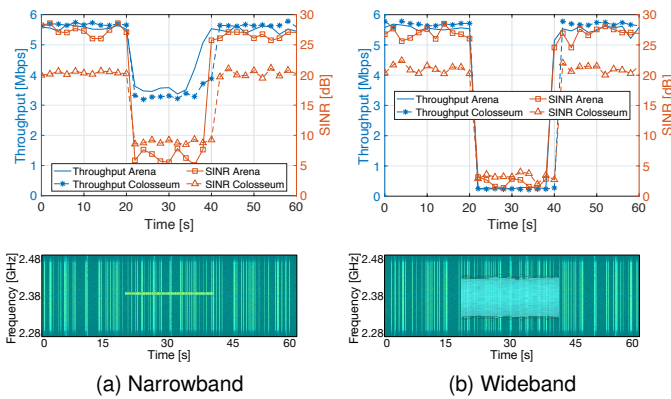 6
5
4
3
2
1
0
Throughput [Mbps]
30
25
20
15
10
5
0
SINR [dB]
Throughput Arena
Throughput Colosseum
SINR Arena
SINR Colosseum
0 10 20 30 40 50 60
Time [s]
6
5
4
3
2
1
0
Throughput [Mbps]
30
25
20
15
10
5
0
SINR [dB]
Throughput Arena
Throughput Colosseum
SINR Arena
SINR Colosseum
0 10 20 30 40 50 60
Time [s]
2.48
2.38
2.28
Frequency [GHz]
0 15 30 45 60
Time [s]
2.48
2.38
2.28
Frequency [GHz]
0 15 30 45 60
Time [s]
(a) Narrowband
(b) Wideband